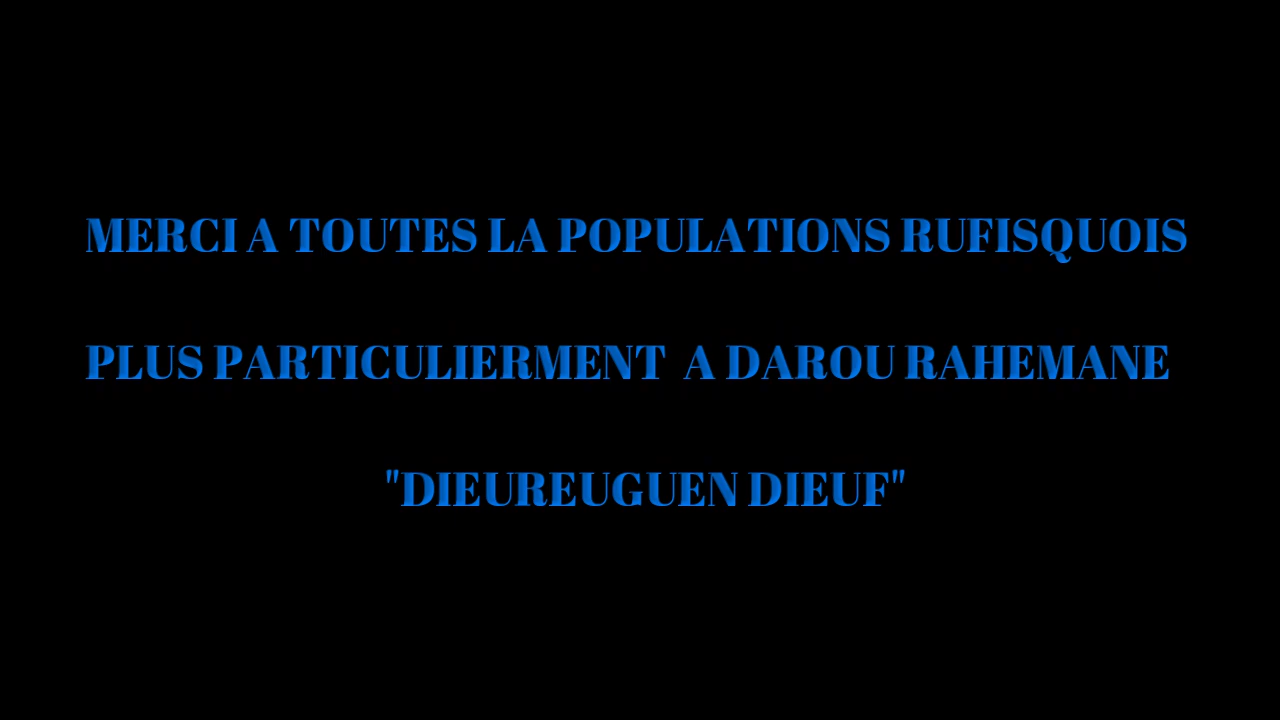 MERCI A TOUTES LA POPULATIONS RUFISQUOIS
PLUS PARTICULIERMENT A DAROU RAHEMANE
"DIEUREUGUEN DIEUF"